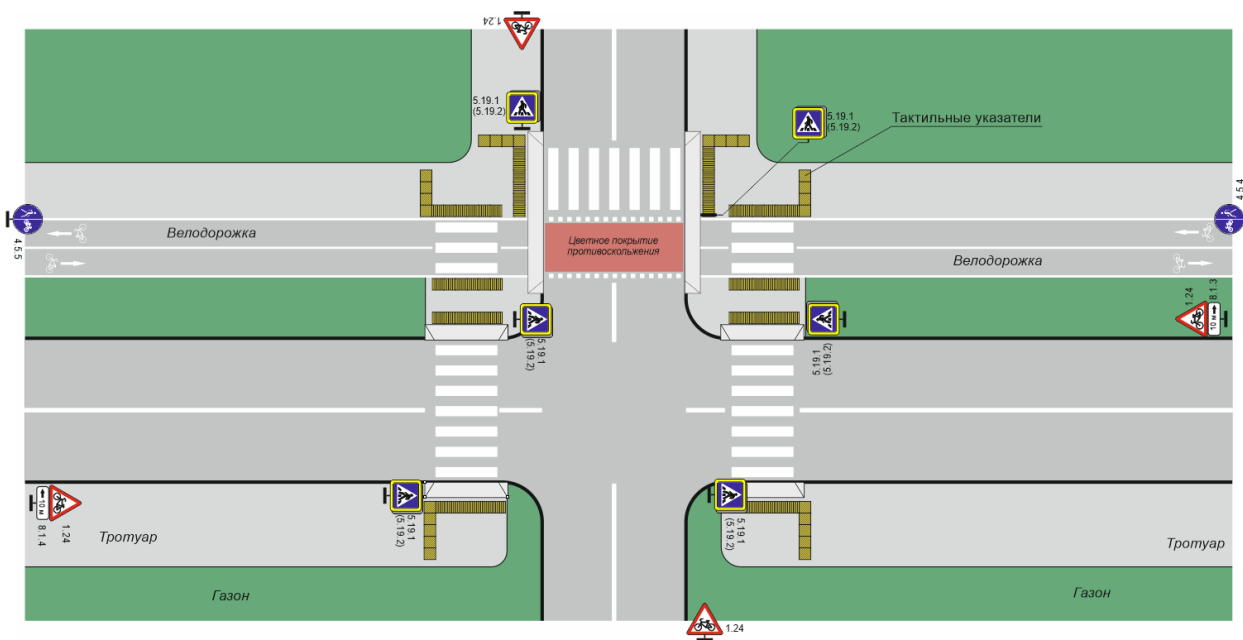 1.24
5.19.1
(5.19.2)
5.19.1
(5.19.2)
Тактильные указатели
4.5.5
4.5.4
Велодорожка
Цветное покрытие
противоскольжения
Велодорожка
1.24
8.1.3
10 м
5.19.1
(5.19.2)
5.19.1
(5.19.2)
10 м
8.1.4
1.24
5.19.1
(5.19.2)
5.19.1
(5.19.2)
Тротуар
Тротуар
Газон
Газон
1.24